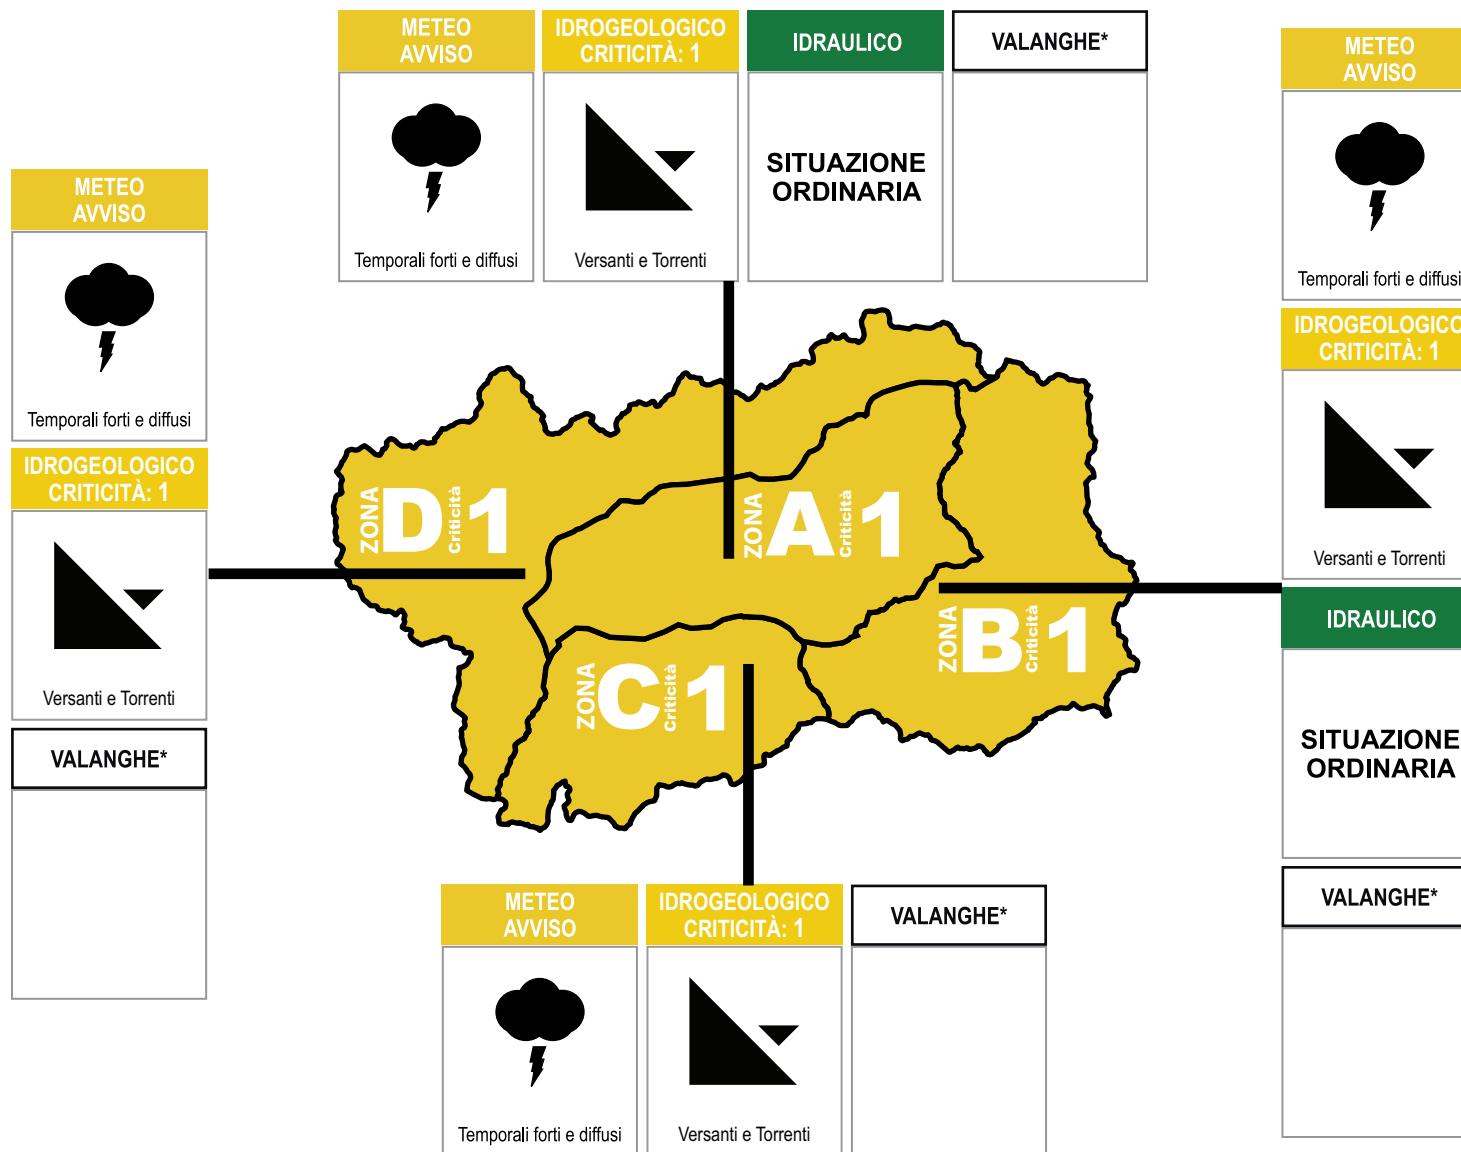 METEO
AVVISO
Temporali forti e diffusi
IDROGEOLOGICO
CRITICITÀ: 1
Versanti e Torrenti
IDRAULICO
SITUAZIONE
ORDINARIA
VALANGHE*
METEO
AVVISO
Temporali forti e diffusi
IDROGEOLOGICO
CRITICITÀ: 1
Versanti e Torrenti
VALANGHE*
ZONA D Criticità 1
ZONA A Criticità 1
ZONA B Criticità 1
ZONA C Criticità 1
METEO
AVVISO
Temporali forti e diffusi
IDROGEOLOGICO
CRITICITÀ: 1
Versanti e Torrenti
IDRAULICO
SITUAZIONE
ORDINARIA
VALANGHE*
METEO
AVVISO
Temporali forti e diffusi
IDROGEOLOGICO
CRITICITÀ: 1
Versanti e Torrenti
VALANGHE*